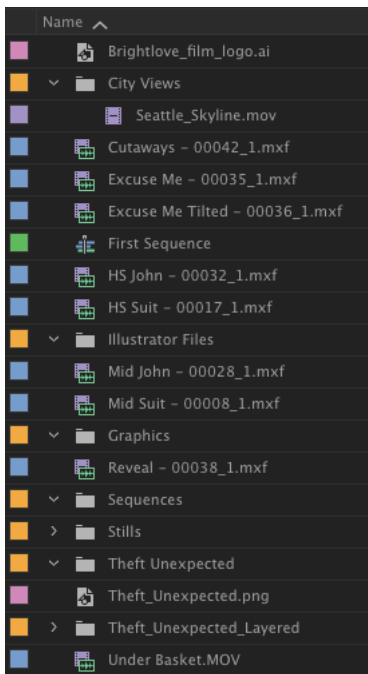 Name
Brightlove_film_logo.ai
City Views
Seattle_Skyline.mov
Cutaways – 00042_1.mxf
Excuse Me – 00035_1.mxf
Excuse Me Tilted – 00036_1.mxf
First Sequence
HS John – 00032_1.mxf
HS Suit – 00017_1.mxf
Illustrator Files
Mid John – 00028_1.mxf
Mid Suit – 00008_1.mxf
Graphics
Reveal – 00038_1.mxf
Sequences
Stills
Theft Unexpected
Theft_Unexpected.png
Theft_Unexpected_Layered
Under Basket.MOV